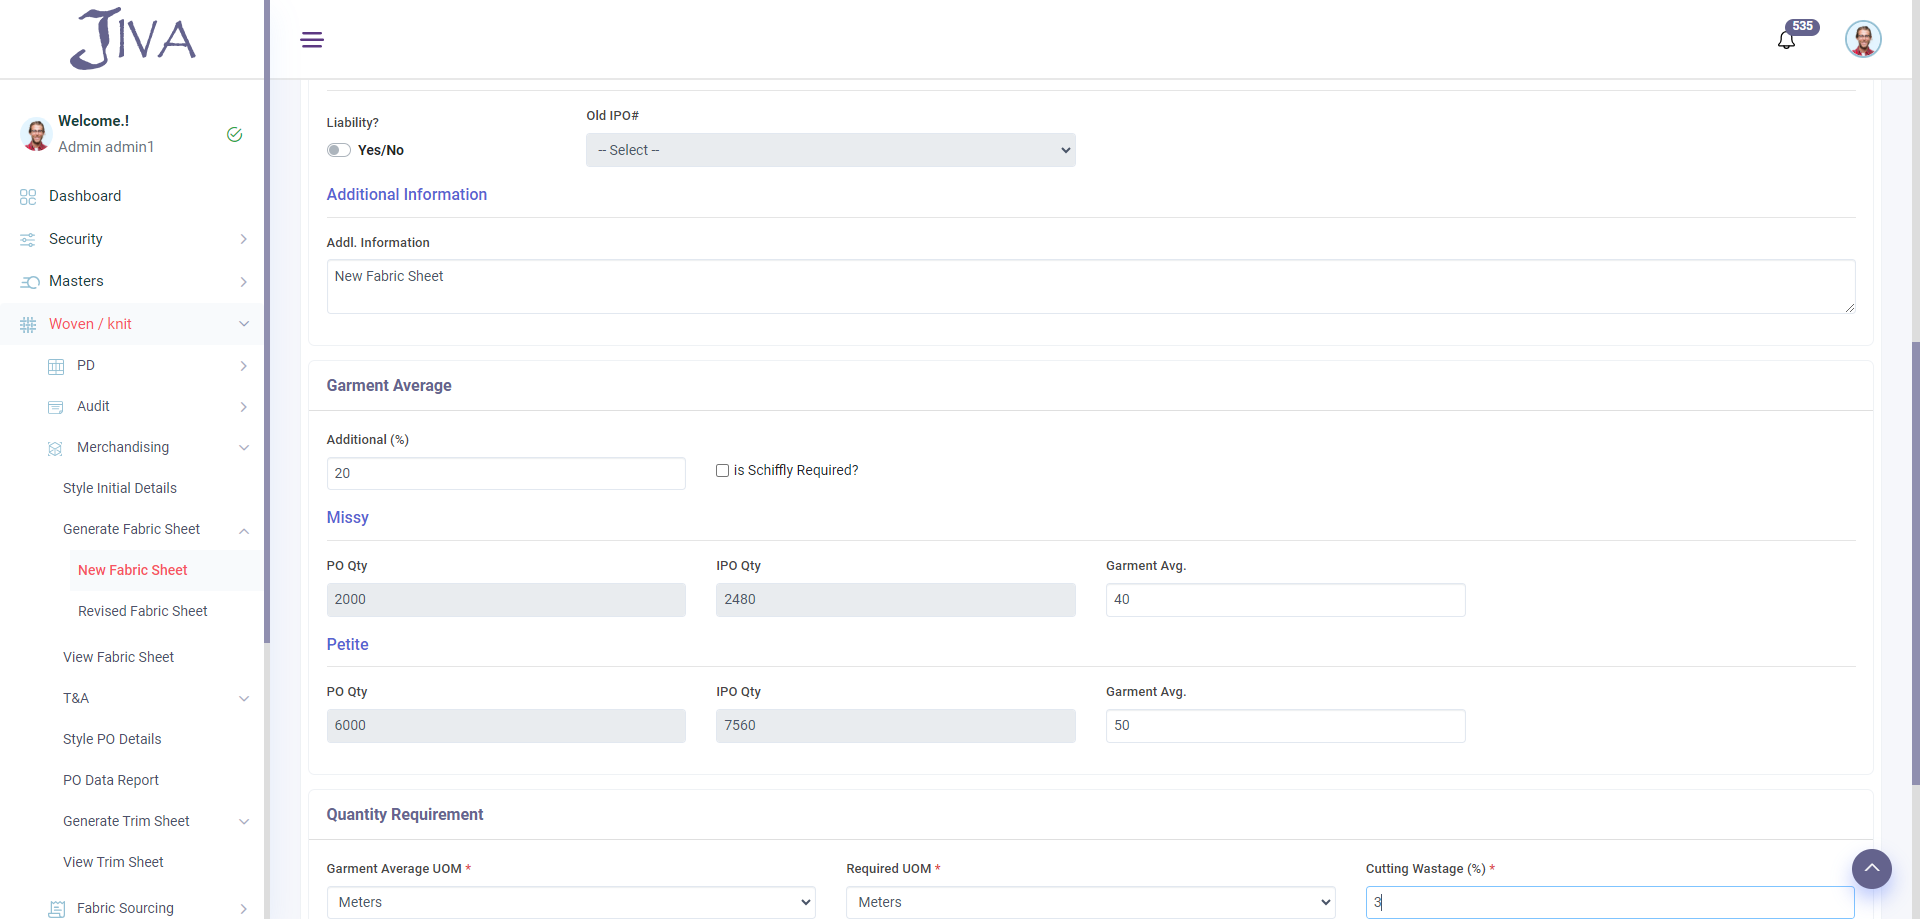 JIVA
535
Welcome.!
Admin admin1
Dashboard
Security
Masters
Woven / knit
PD
Audit
Merchandising
Style Initial Details
Generate Fabric Sheet
New Fabric Sheet
Revised Fabric Sheet
View Fabric Sheet
T&A
Style PO Details
PO Data Report
Generate Trim Sheet
View Trim Sheet
Fabric Sourcing
Liability?
Yes/No
Old IPO#
-- Select --
Additional Information
Addl. Information
New Fabric Sheet
Garment Average
Additional (%)
20
is Schiffly Required?
Missy
PO Qty IPO Qty Garment Avg.
2000 2480 40
Petite
PO Qty IPO Qty Garment Avg.
6000 7560 50
Quantity Requirement
Garment Average UOM * Required UOM * Cutting Wastage (%) *
Meters Meters 3